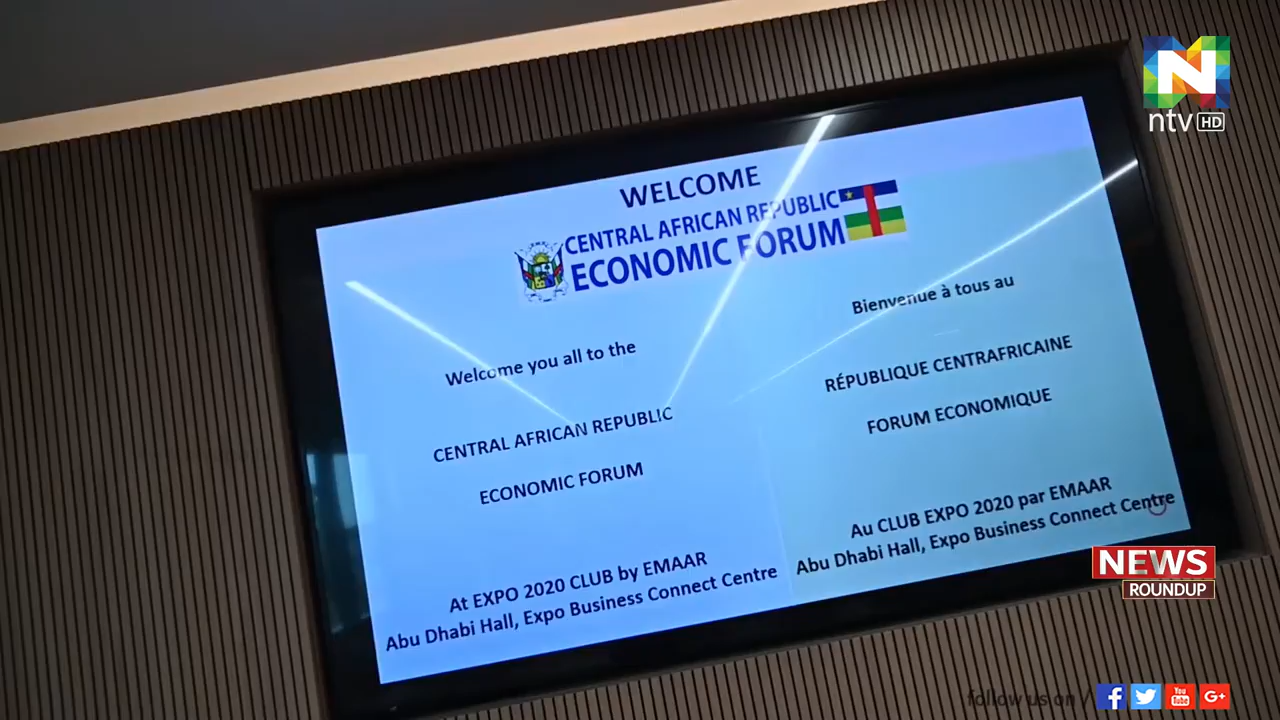 WELCOME
CENTRAL AFRICAN REPUBLIC
ECONOMIC FORUM
Welcome you all to the
CENTRAL AFRICAN REPUBLIC
ECONOMIC FORUM
At EXPO 2020 CLUB by EMAAR
Abu Dhabi Hall, Expo Business Connect Centre
Bienvenue à tous au
RÉPUBLIQUE CENTRAFRICAINE
FORUM ECONOMIQUE
Au CLUB EXPO 2020 par EMAAR
Abu Dhabi Hall, Expo Business Connect Centre
N
ntv HD
NEWS
ROUNDUP
follow us on /
f You Tube G+